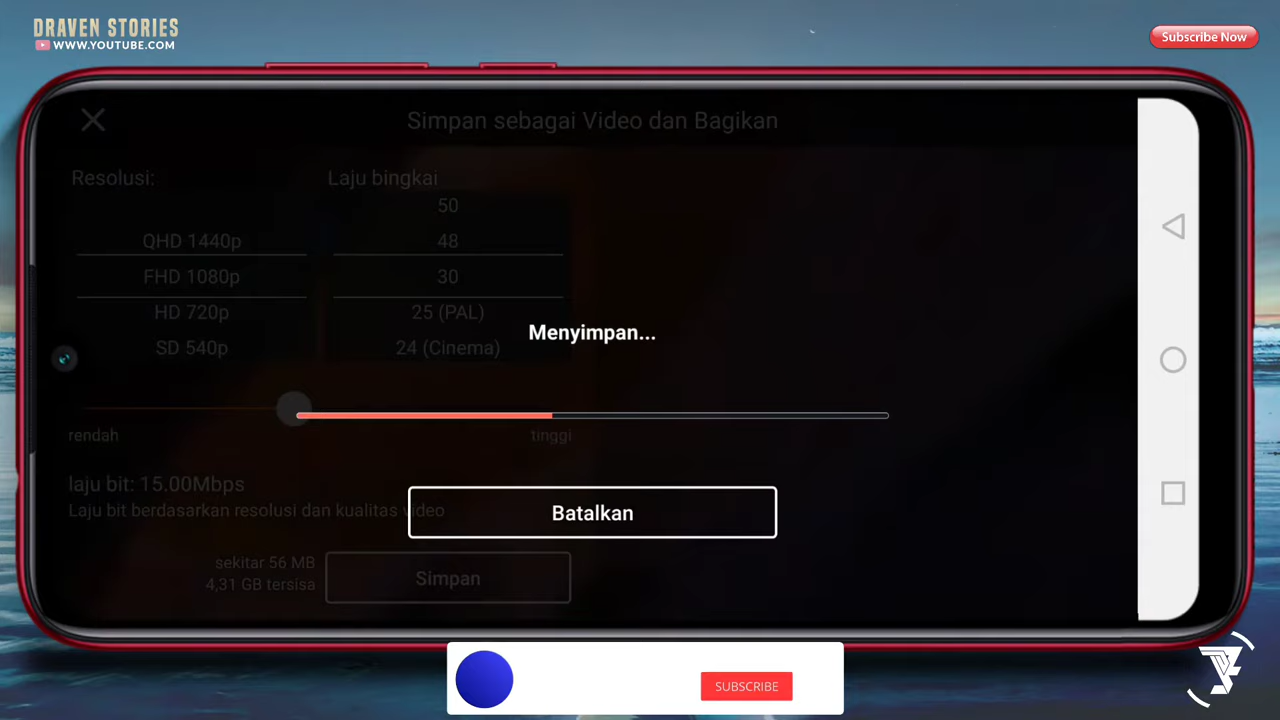 DRAVEN STORIES
WWW.YOUTUBE.COM
Subscribe Now
Simpan sebagai Video dan Bagikan
Resolusi:
Laju bingkai
50
QHD 1440p
48
FHD 1080p
30
HD 720p
25 (PAL)
SD 540p
24 (Cinema)
Menyimpan...
rendah
tinggi
laju bit: 15.00Mbps
Laju bit berdasarkan resolusi dan kualitas video
Batalkan
sekitar 56 MB
4,31 GB tersisa
Simpan
SUBSCRIBE